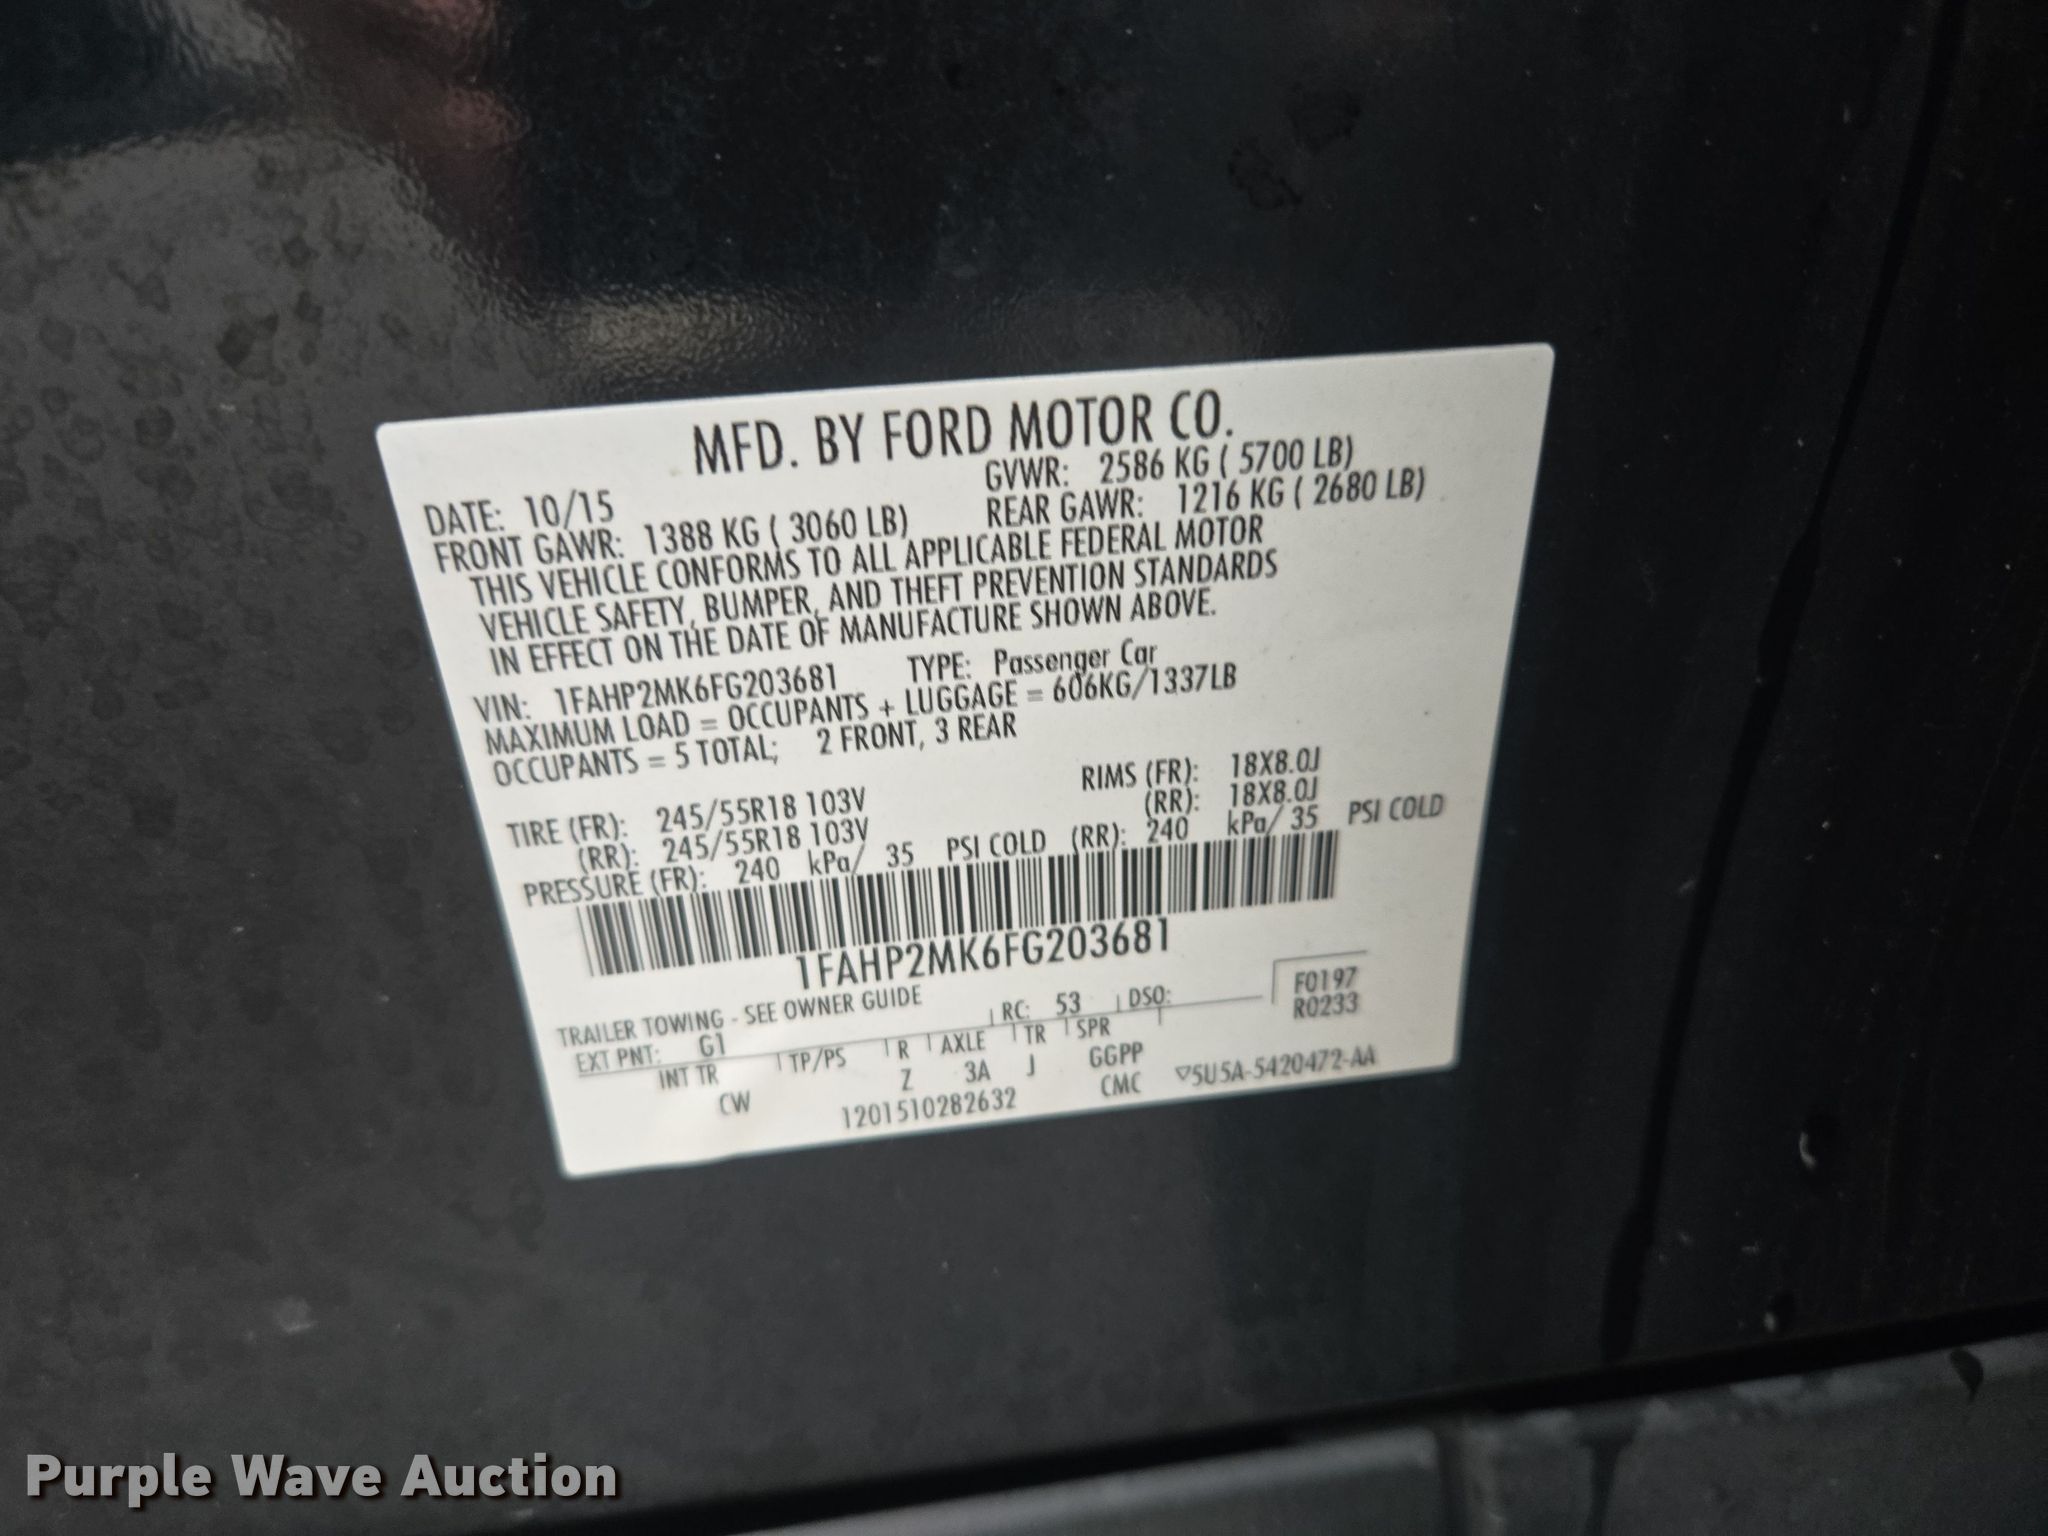 MFD. BY FORD MOTOR CO.
DATE: 10/15 GVWR: 2586 KG ( 5700 LB)
FRONT GAWR: 1388 KG ( 3060 LB) REAR GAWR: 1216 KG ( 2680 LB)
THIS VEHICLE CONFORMS TO ALL APPLICABLE FEDERAL MOTOR
VEHICLE SAFETY, BUMPER, AND THEFT PREVENTION STANDARDS
IN EFFECT ON THE DATE OF MANUFACTURE SHOWN ABOVE.
VIN: 1FAHP2MK6FG203681 TYPE: Passenger Car
MAXIMUM LOAD = OCCUPANTS + LUGGAGE = 606KG/1337LB
OCCUPANTS = 5 TOTAL; 2 FRONT, 3 REAR
TIRE (FR): 245/55R18 103V RIMS (FR): 18X8.0J
(RR): 245/55R18 103V (RR): 18X8.0J
PRESSURE (FR): 240 kPa/ 35 PSI COLD (RR): 240 kPa/ 35 PSI COLD
1FAHP2MK6FG203681
TRAILER TOWING - SEE OWNER GUIDE
F0197
R0233
EXT PNT: G1 RC: 53 DSO:
INT TR TP/PS R AXLE TR SPR
CW Z 3A J GGPP
1201510282632 CMC ▽5U5A-5420472-AA
Purple Wave Auction